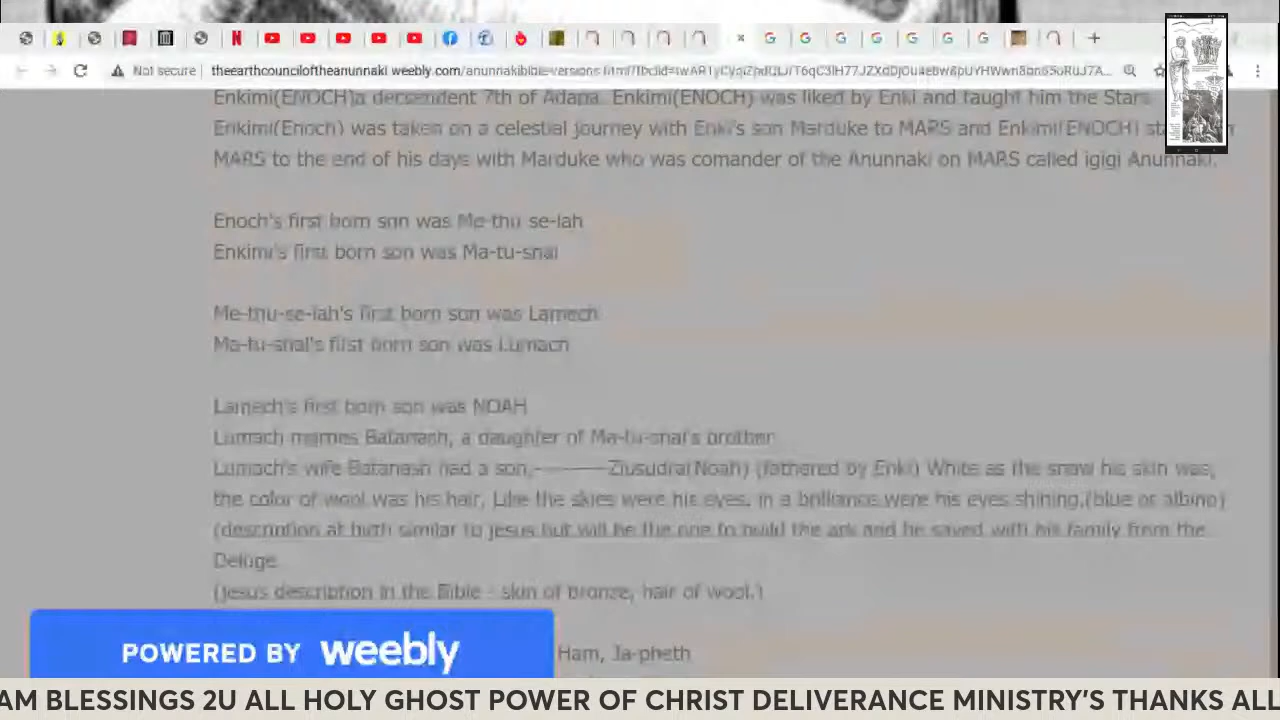 Not secure
Enkimi(ENOCH)a decsendent 7th of Adapa. Enkimi(ENOCH) was liked by Enki and taught him the Stars
Enkimi(Enoch) was taken on a celestial journey with Enki's son Marduke to MARS and Enkimi(ENOCH)
MARS to the end of his days with Marduke who was comander of the Anunnaki on MARS called igigi Anunnaki.
Enoch's first born son was Me-thu se-lah
Enkimi's first born son was Ma-tu-shal
Me-thu-se-lah's first born son was Lamech
Ma-tu-shal's first born son was Lumach
Lamech's first born son was NOAH
Lumach marries Batanash, a daughter of Ma-tu-shal's brother
Lumach's wife Batanash had a son,-----------Ziusudra(Noah) (fathered by Enki) White as the snow his skin was,
the color of wool was his hair, Like the skies were his eyes, in a brilliance were his eyes shining.(blue or albino)
(description at birth similar to jesus but will be the one to build the ark and be saved with his family from the
Deluge
(jesus description in the Bible - skin of bronze, hair of wool.)
Ham, Ja-pheth
POWERED BY weebly
AM BLESSINGS 2U ALL HOLY GHOST POWER OF CHRIST DELIVERANCE MINISTRY'S THANKS ALL